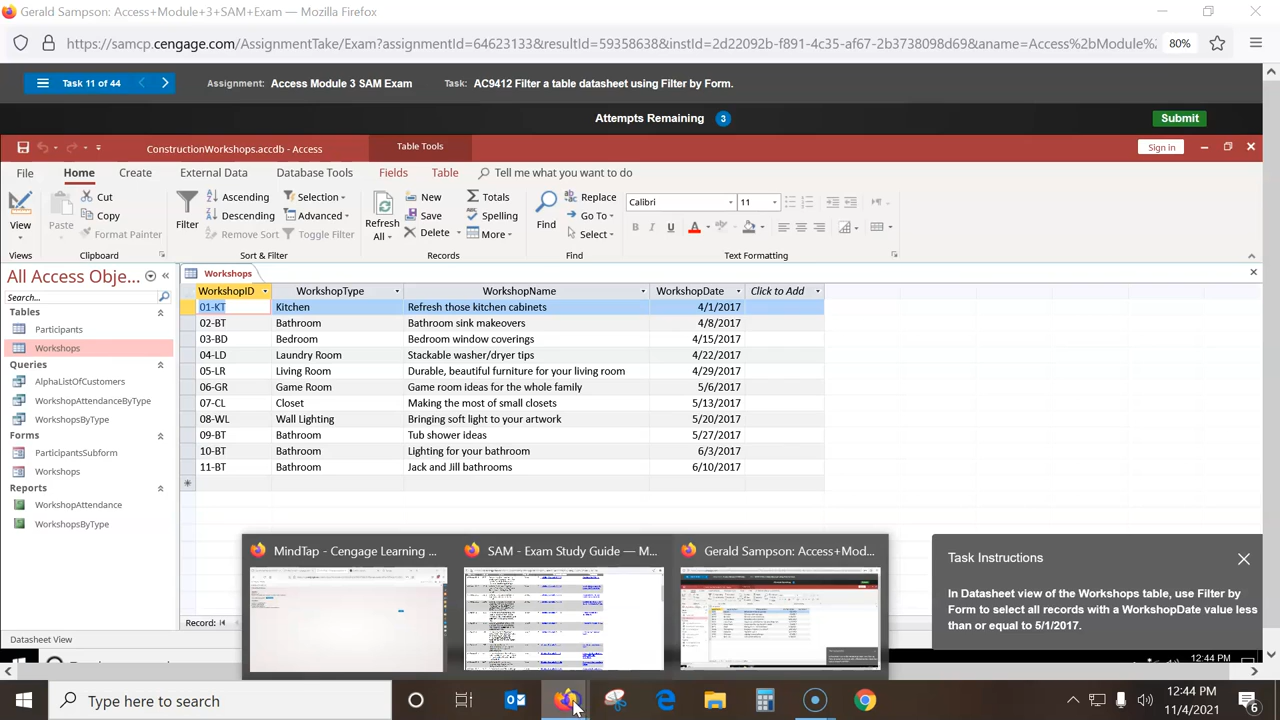 Gerald Sampson: Access+Module+3+SAM+Exam — Mozilla Firefox
https://samcp.cengage.com/AssignmentTake/Exam?assignmentId=64623133&multId=59358638&instId=2d22092b-f891-4c35-af67-2b3738098d69&aname=Access%2bModule%
80%
Task 11 of 44
Assignment: Access Module 3 SAM Exam
Task: AC9412 Filter a table datasheet using Filter by Form.
Attempts Remaining 3
Submit
ConstructionWorkshops.accdb - Access
Table Tools
Sign in
File Home Create External Data Database Tools Fields Table Tell me what you want to do
View
Paste
Cut
Copy
Format Painter
Filter
Ascending
Descending
Remove Sort
Selection
Advanced
Toggle Filter
Refresh
All
New
Save
Delete
Totals
Spelling
More
Find
Replace
Go To
Select
Calibri 11
B I U A
Views Clipboard Sort & Filter Records Find Text Formatting
All Access Obje...
Search...
Tables
Participants
Workshops
Queries
AlphaListOfCustomers
WorkshopAttendanceByType
WorkshopsByType
Forms
ParticipantsSubform
Workshops
Reports
WorkshopAttendance
WorkshopsByType
Workshops
WorkshopID WorkshopType WorkshopName WorkshopDate Click to Add
01-KT Kitchen Refresh those kitchen cabinets 4/1/2017
02-BT Bathroom Bathroom sink makeovers 4/8/2017
03-BD Bedroom Bedroom window coverings 4/15/2017
04-LD Laundry Room Stackable washer/dryer tips 4/22/2017
05-LR Living Room Durable, beautiful furniture for your living room 4/29/2017
06-GR Game Room Game room ideas for the whole family 5/6/2017
07-CL Closet Making the most of small closets 5/13/2017
08-WL Wall Lighting Bringing soft light to your artwork 5/20/2017
09-BT Bathroom Tub shower ideas 5/27/2017
10-BT Bathroom Lighting for your bathroom 6/3/2017
11-BT Bathroom Jack and Jill bathrooms 6/10/2017
MindTap - Cengage Learning ...
SAM - Exam Study Guide — M...
Gerald Sampson: Access+Mod...
Task Instructions
In Datasheet view of the Workshops table, use Filter by
Form to select all records with a WorkshopDate value less
than or equal to 5/1/2017.
Datasheet View
12:44 PM
Type here to search
12:44 PM
11/4/2021
6